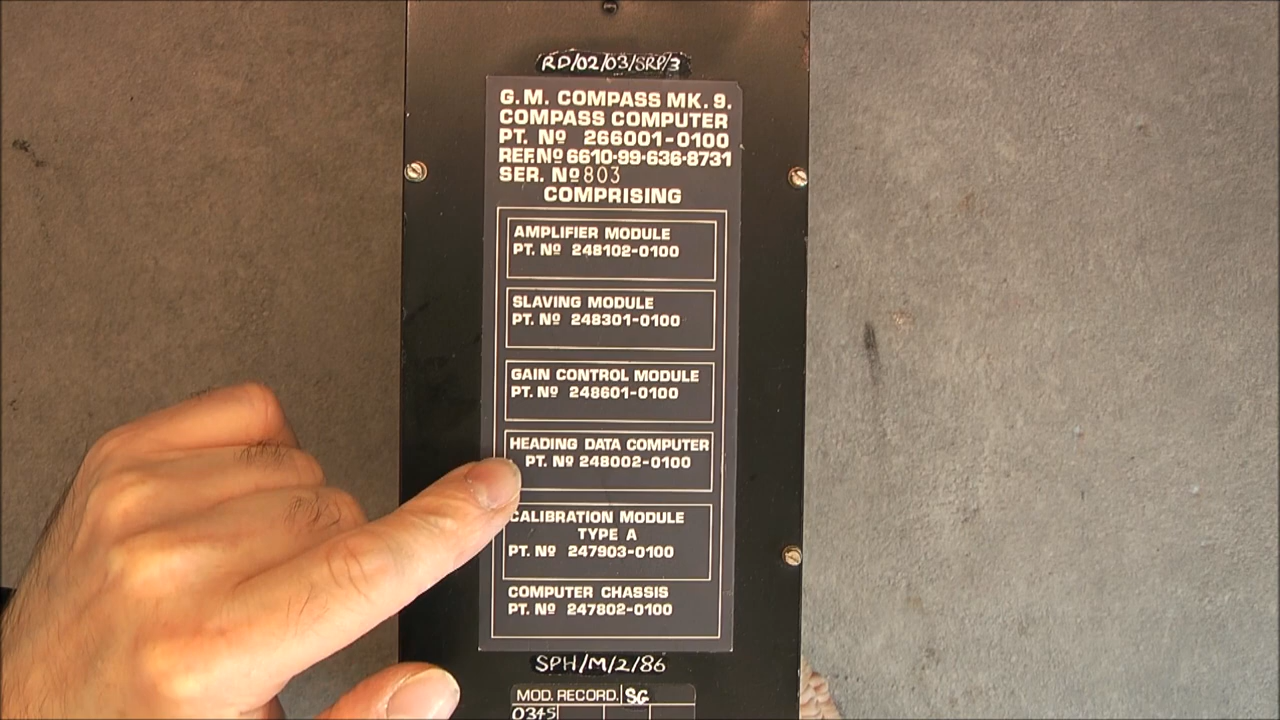 RD/02/03/SRP/3
G.M. COMPASS MK. 9.
COMPASS COMPUTER
PT. Nº 266001-0100
REF.Nº 6610·99·636·8731
SER. Nº 803
COMPRISING
AMPLIFIER MODULE
PT. Nº 248102-0100
SLAVING MODULE
PT. Nº 248301-0100
GAIN CONTROL MODULE
PT. Nº 248601-0100
HEADING DATA COMPUTER
PT. Nº 248002-0100
CALIBRATION MODULE
TYPE A
PT. Nº 247903-0100
COMPUTER CHASSIS
PT. Nº 247802-0100
SPH/M/2/86
MOD. RECORD. SG
0345